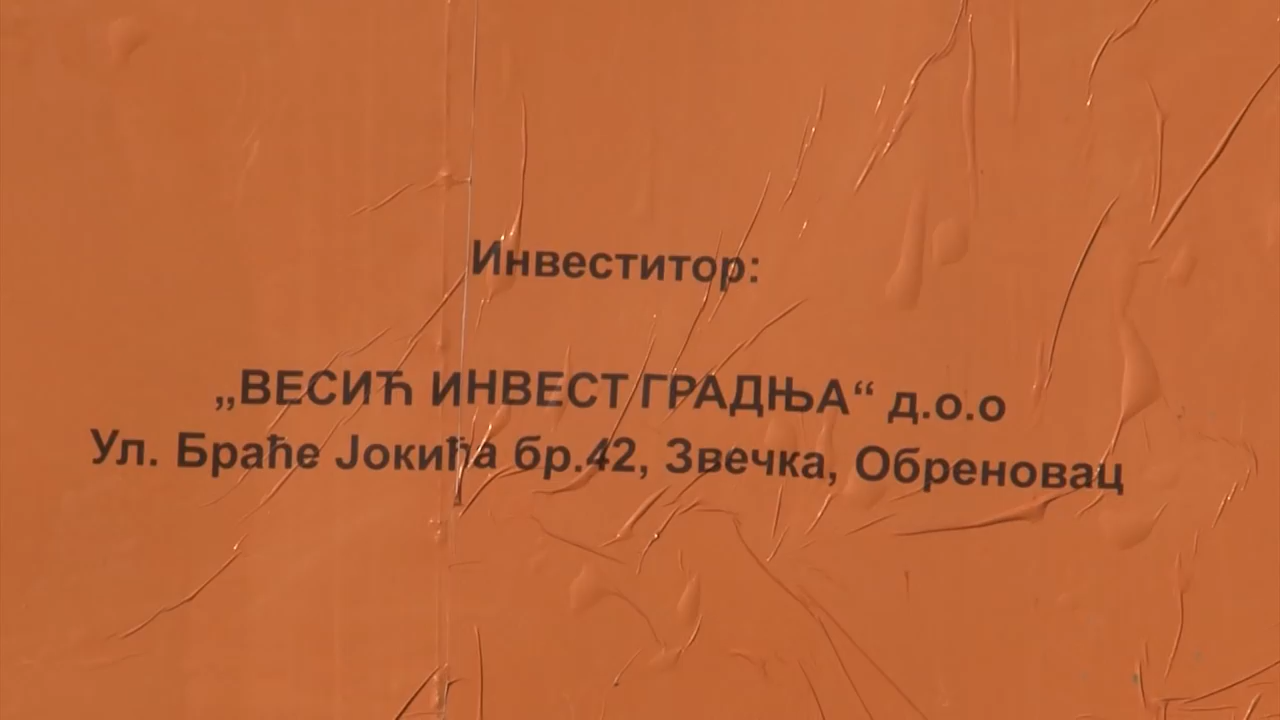 Инвеститор:
„ВЕСИЋ ИНВЕСТ ГРАДЊА“ д.о.о
Ул. Браће Јокића бр.42, Звечка, Обреновац